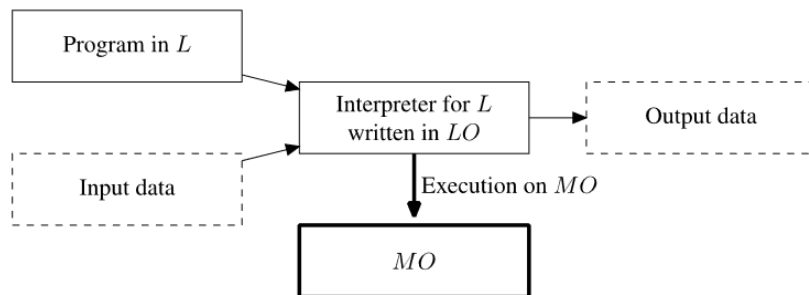 Program in L
Interpreter for L
written in LO
Output data
Input data
Execution on MO
MO